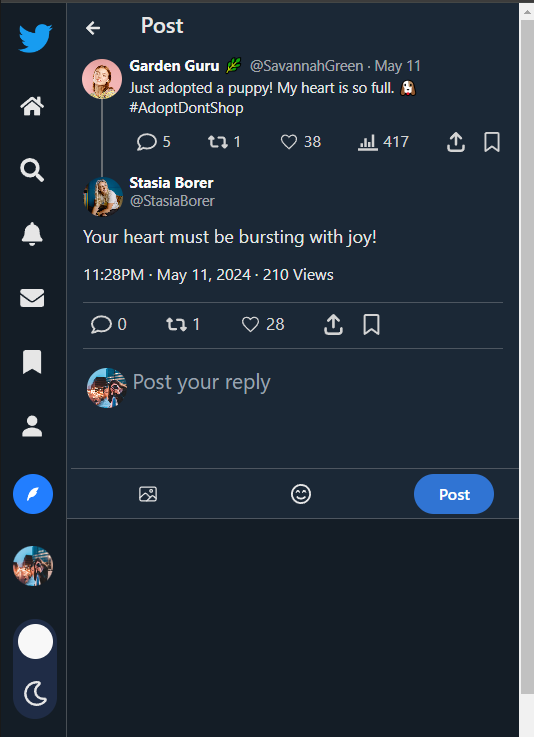 Post
Garden Guru 🌿 @SavannahGreen · May 11
Just adopted a puppy! My heart is so full. 🐶
#AdoptDontShop
5 1 38 417
Stasia Borer
@StasiaBorer
Your heart must be bursting with joy!
11:28PM · May 11, 2024 · 210 Views
0 1 28
Post your reply
Post